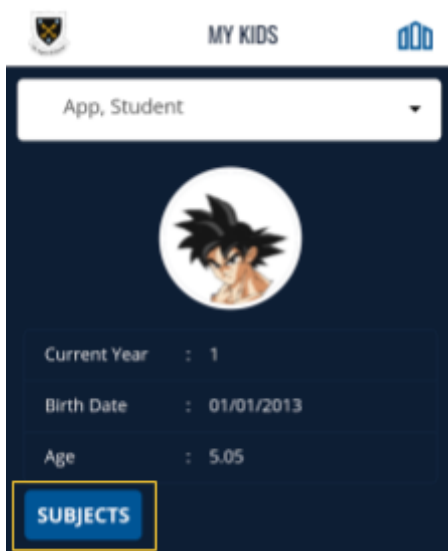 MY KIDS
App, Student
Current Year : 1
Birth Date : 01/01/2013
Age : 5.05
SUBJECTS